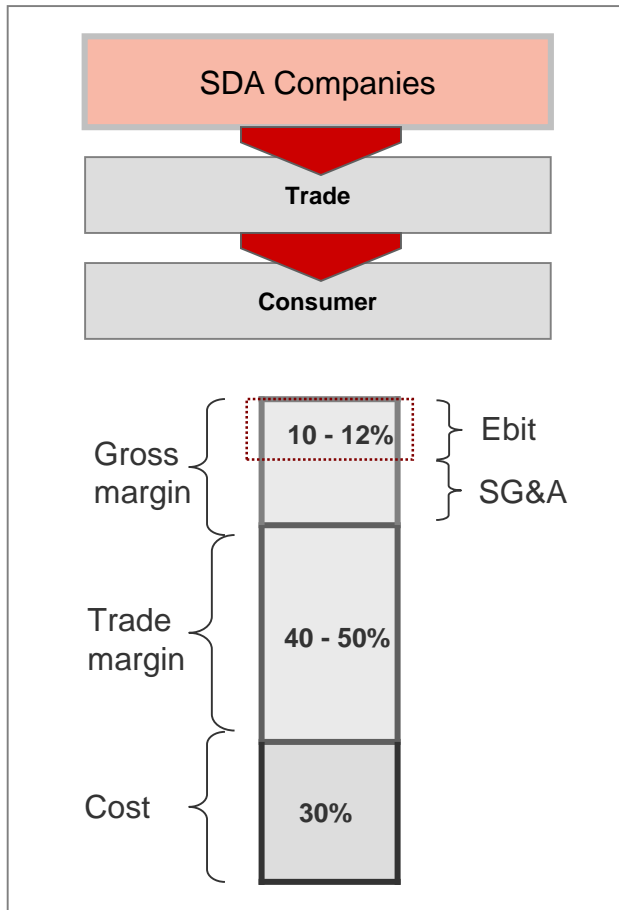 SDA Companies
Trade
Consumer
10 - 12%
Ebit
Gross
margin
SG&A
Trade
margin
40 - 50%
Cost
30%